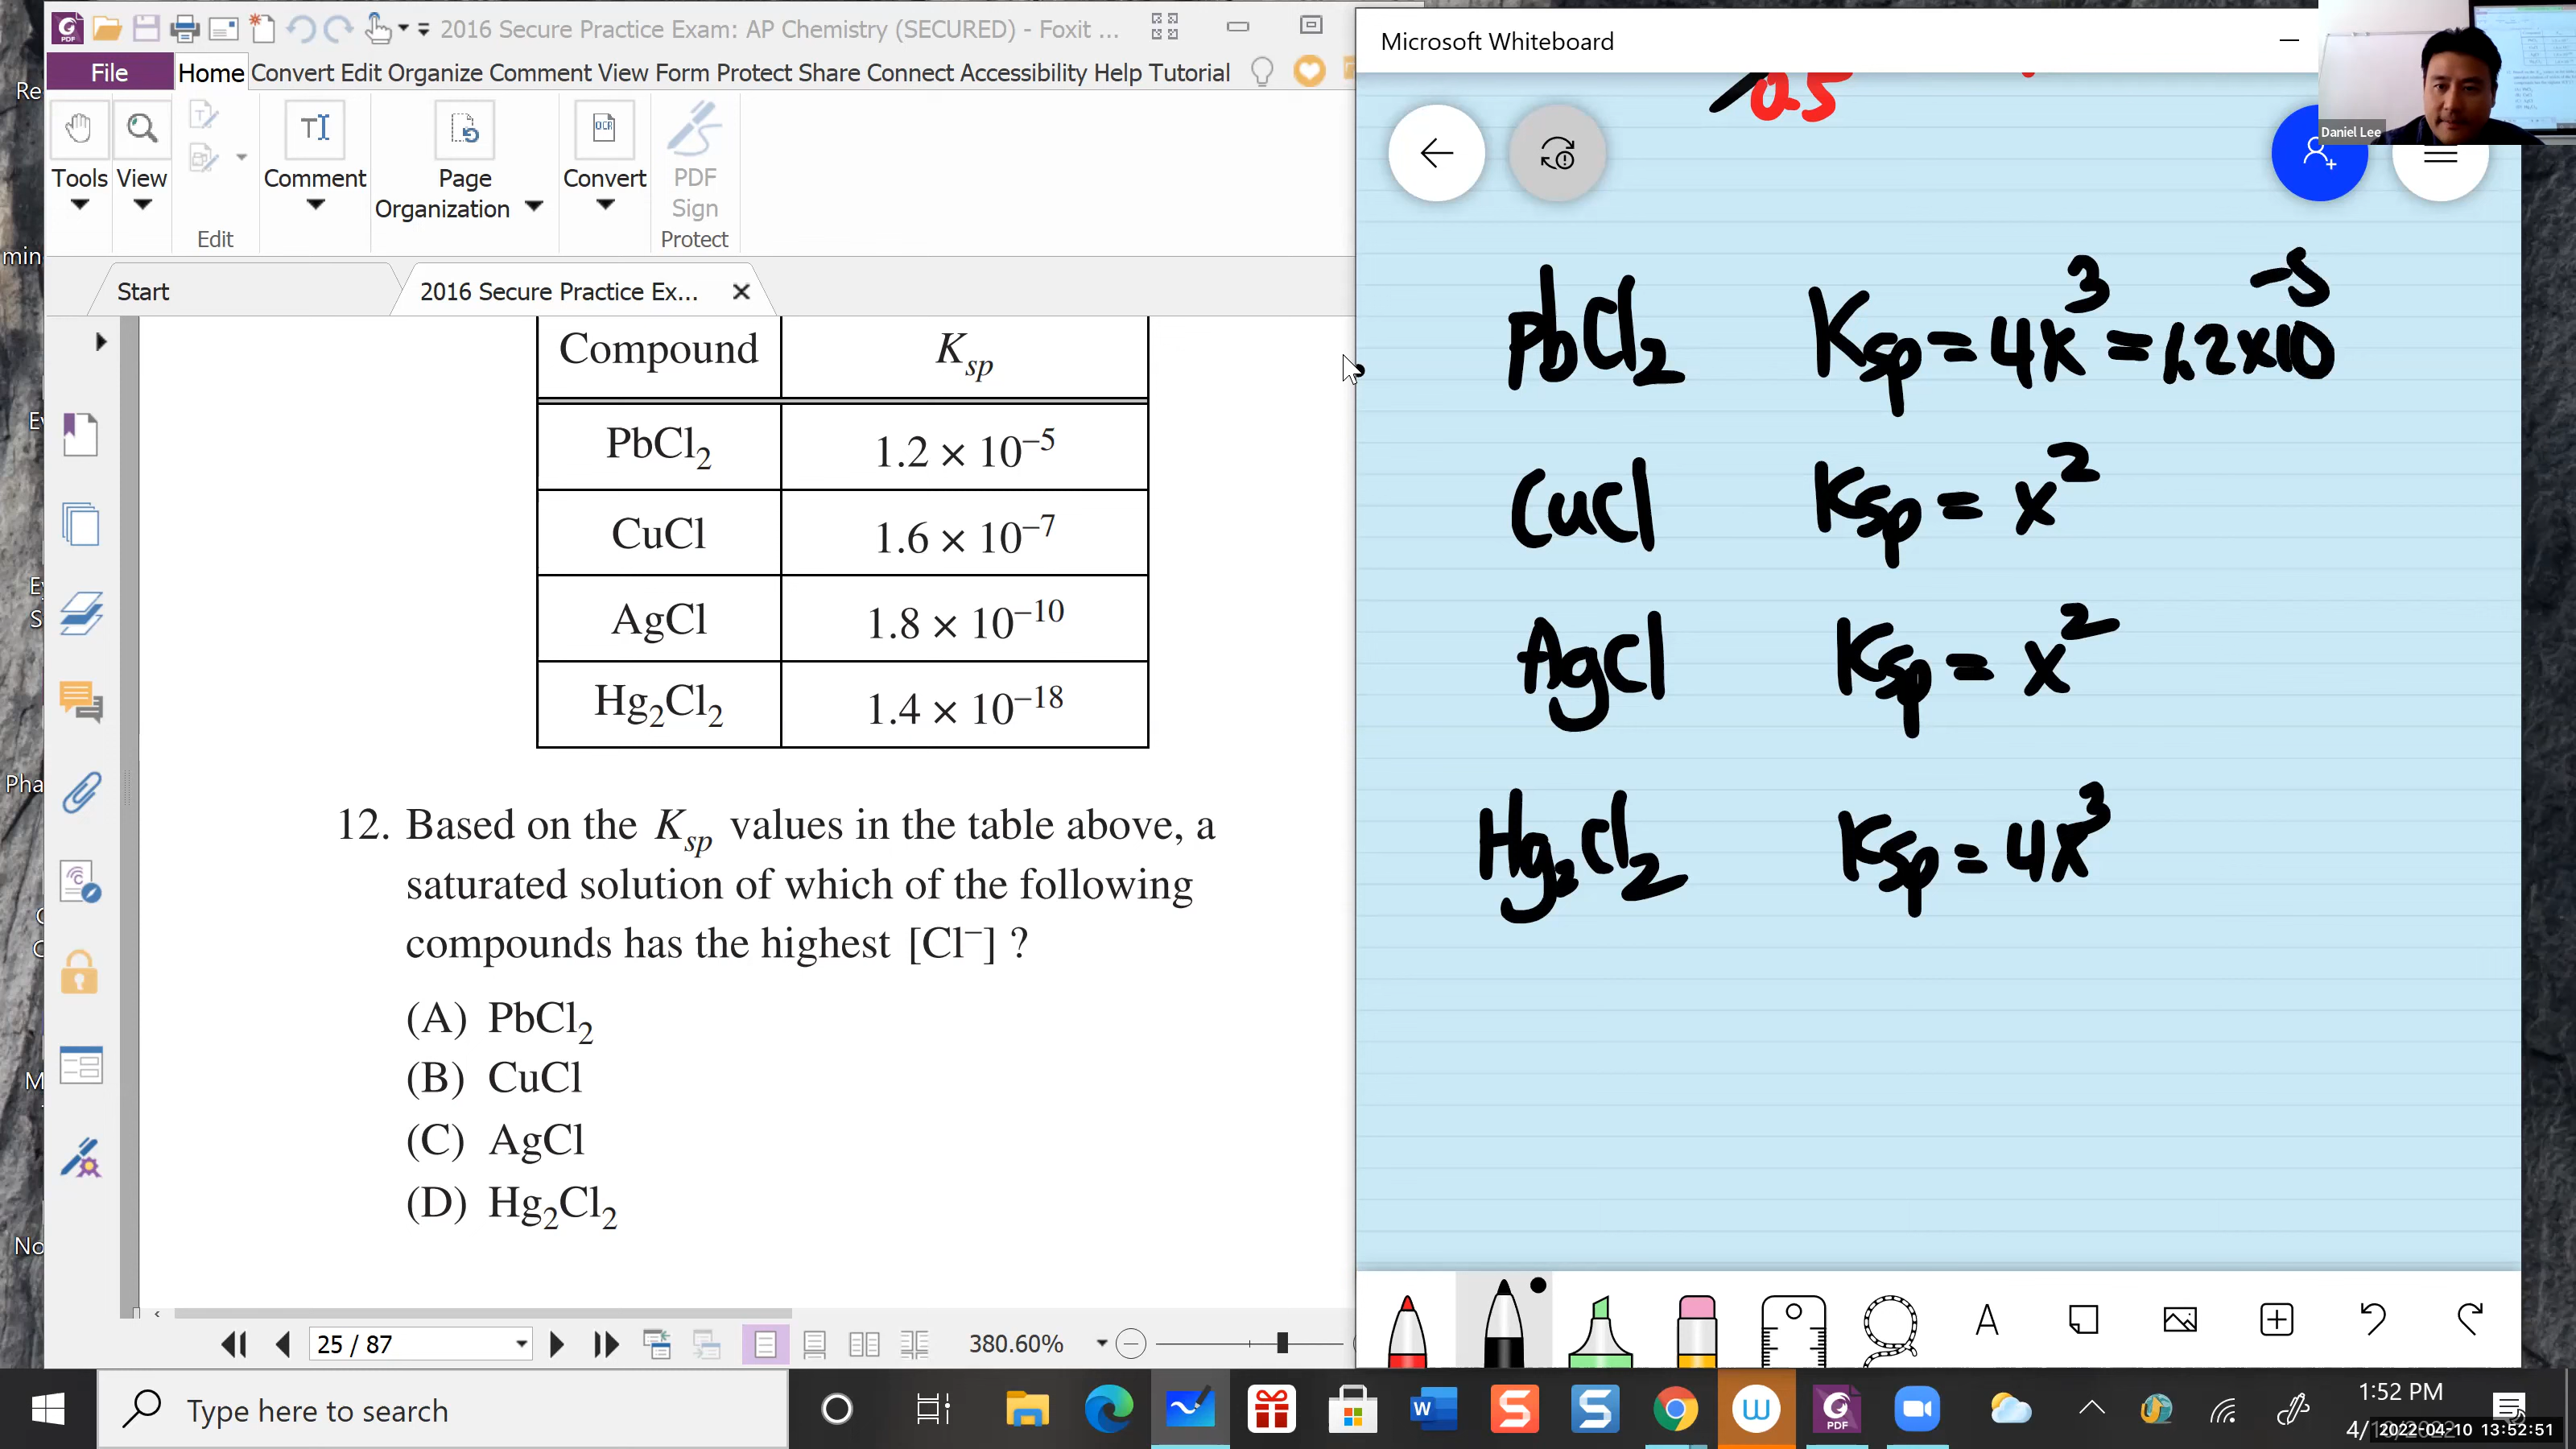 2016 Secure Practice Exam: AP Chemistry (SECURED) - Foxit ...
File Home Convert Edit Organize Comment View Form Protect Share Connect Accessibility Help Tutorial
Tools
View
Edit
Comment
Page Organization
Convert
PDF Sign
Protect
Start
2016 Secure Practice Ex...
Compound K_sp
PbCl₂ 1.2 × 10⁻⁵
CuCl 1.6 × 10⁻⁷
AgCl 1.8 × 10⁻¹⁰
Hg₂Cl₂ 1.4 × 10⁻¹⁸
12. Based on the K_sp values in the table above, a
saturated solution of which of the following
compounds has the highest [Cl⁻] ?
(A) PbCl₂
(B) CuCl
(C) AgCl
(D) Hg₂Cl₂
25 / 87
380.60%
Microsoft Whiteboard
Daniel Lee
PbCl₂ Ksp = 4x³ = 1.2x10⁻⁵
CuCl Ksp = x²
AgCl Ksp = x²
Hg₂Cl₂ Ksp = 4x³
Type here to search
1:52 PM
2022-04-10 13:52:51